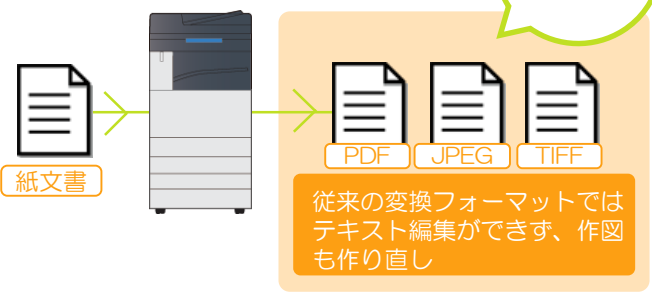 紙文書
PDF
JPEG
TIFF
従来の変換フォーマットでは
テキスト編集ができず、作図
も作り直し